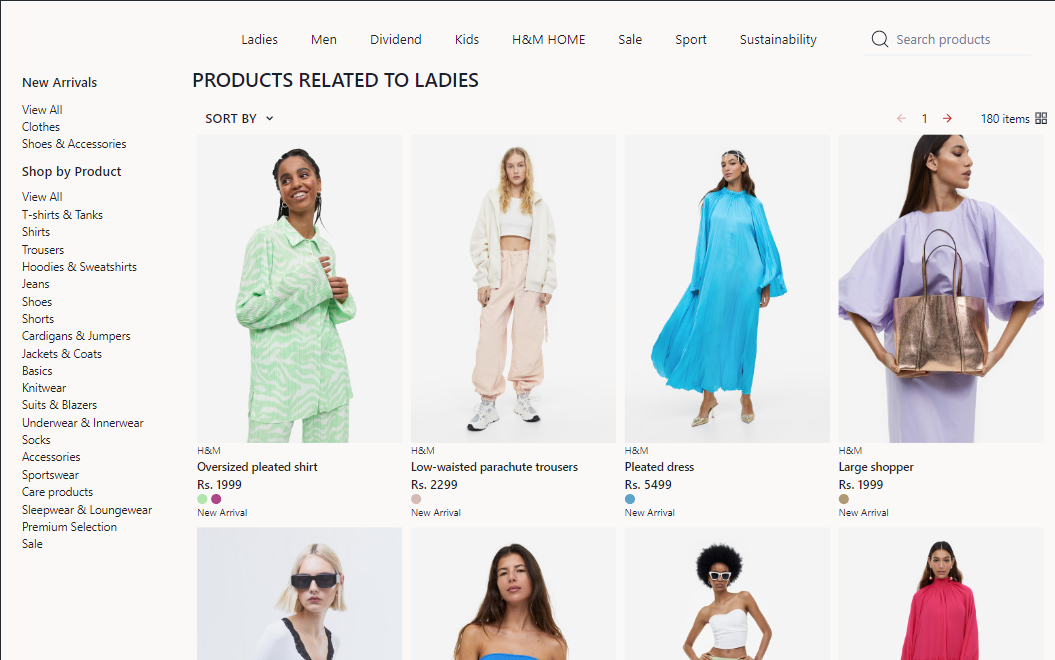 Ladies Men Dividend Kids H&M HOME Sale Sport Sustainability Search products
New Arrivals
View All
Clothes
Shoes & Accessories
Shop by Product
View All
T-shirts & Tanks
Shirts
Trousers
Hoodies & Sweatshirts
Jeans
Shoes
Shorts
Cardigans & Jumpers
Jackets & Coats
Basics
Knitwear
Suits & Blazers
Underwear & Innerwear
Socks
Accessories
Sportswear
Care products
Sleepwear & Loungewear
Premium Selection
Sale
PRODUCTS RELATED TO LADIES
SORT BY 1 180 items
H&M
Oversized pleated shirt
Rs. 1999
New Arrival
H&M
Low-waisted parachute trousers
Rs. 2299
New Arrival
H&M
Pleated dress
Rs. 5499
New Arrival
H&M
Large shopper
Rs. 1999
New Arrival